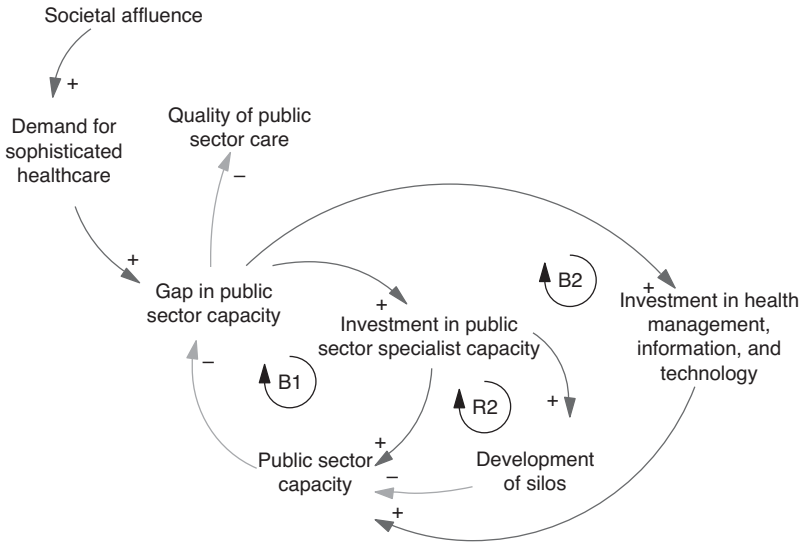 Societal affluence
+
Demand for
sophisticated
healthcare
Quality of public
sector care
–
+
Gap in public
sector capacity
B2
+
Investment in health
management,
information, and
technology
+
Investment in public
sector specialist capacity
–
B1
R2
+
+
Public sector
capacity
Development
of silos
–
+